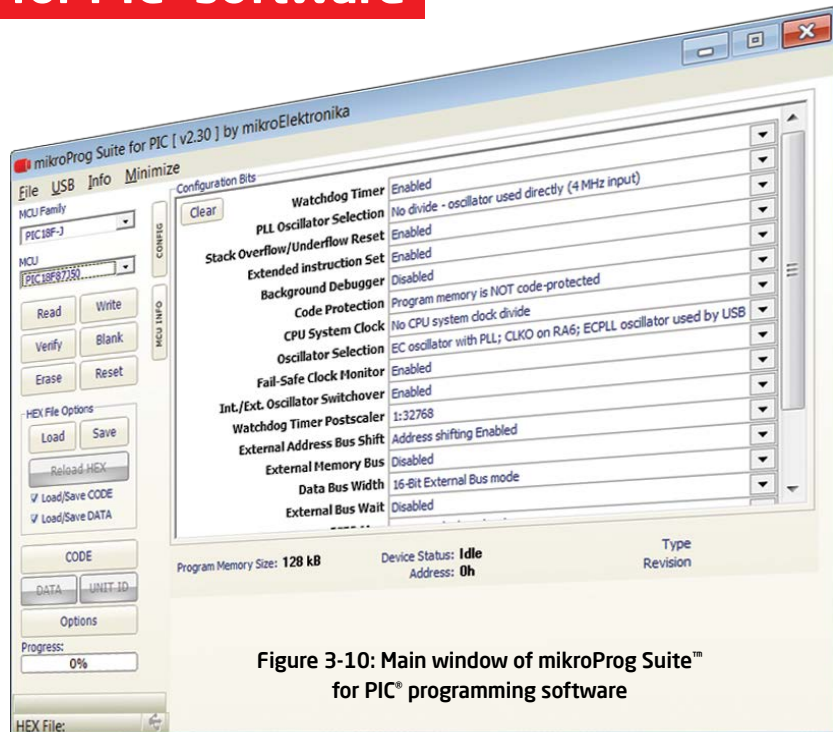 for PIC® software
mikroProg Suite for PIC [ v2.30 ] by mikroElektronika
File USB Info Minimize
MCU Family
PIC18F-J
MCU
PIC18F87J50
Read Write
Verify Blank
Erase Reset
HEX File Options
Load Save
Reload HEX
Load/Save CODE
Load/Save DATA
CODE
DATA UNIT ID
Options
Progress:
0%
HEX File:
CONFIG
MCU INFO
Configuration Bits
Clear
Watchdog Timer Enabled
PLL Oscillator Selection No divide - oscillator used directly (4 MHz input)
Stack Overflow/Underflow Reset Enabled
Extended instruction Set Enabled
Background Debugger Disabled
Code Protection Program memory is NOT code-protected
CPU System Clock No CPU system clock divide
Oscillator Selection EC oscillator with PLL; CLKO on RA6; ECPLL oscillator used by USB
Fail-Safe Clock Monitor Enabled
Int./Ext. Oscillator Switchover Enabled
Watchdog Timer Postscaler 1:32768
External Address Bus Shift Address shifting Enabled
External Memory Bus Disabled
Data Bus Width 16-Bit External Bus mode
External Bus Wait Disabled
Program Memory Size: 128 kB Device Status: Idle Type
Address: 0h Revision
Figure 3-10: Main window of mikroProg Suite™
for PIC® programming software